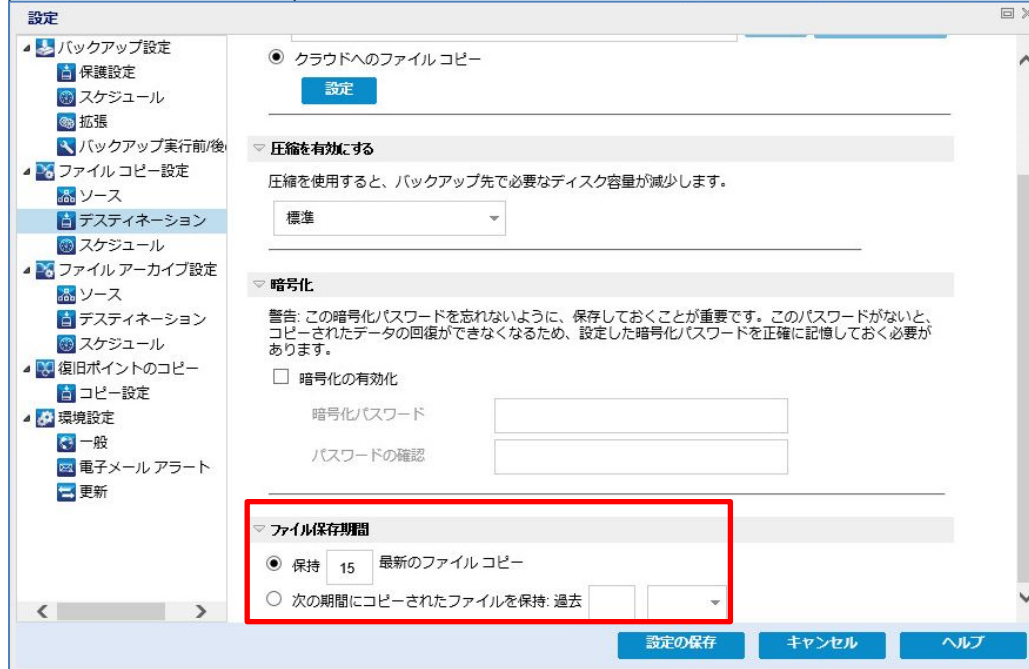 設定
バックアップ設定
保護設定
スケジュール
拡張
バックアップ実行前/後
ファイル コピー設定
ソース
デスティネーション
スケジュール
ファイル アーカイブ設定
ソース
デスティネーション
スケジュール
復旧ポイントのコピー
コピー設定
環境設定
一般
電子メール アラート
更新
クラウドへのファイル コピー
設定
圧縮を有効にする
圧縮を使用すると、バックアップ先で必要なディスク容量が減少します。
標準
暗号化
警告: この暗号化パスワードを忘れないように、保存しておくことが重要です。このパスワードがないと、
コピーされたデータの回復ができなくなるため、設定した暗号化パスワードを正確に記憶しておく必要が
あります。
暗号化の有効化
暗号化パスワード
パスワードの確認
ファイル保存期間
保持 15 最新のファイル コピー
次の期間にコピーされたファイルを保持: 過去
設定の保存 キャンセル ヘルプ